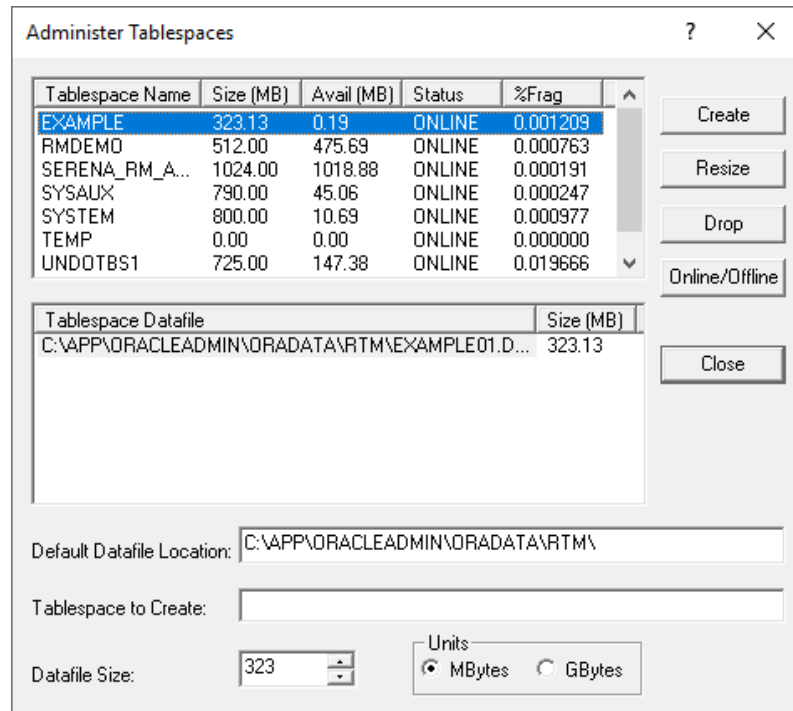 Administer Tablespaces ?
Tablespace Name Size (MB) Avail (MB) Status %Frag
EXAMPLE 323.13 0.19 ONLINE 0.001209
RMDEMO 512.00 475.69 ONLINE 0.000763
SERENA_RM_A... 1024.00 1018.88 ONLINE 0.000191
SYSAUX 790.00 45.06 ONLINE 0.000247
SYSTEM 800.00 10.69 ONLINE 0.000977
TEMP 0.00 0.00 ONLINE 0.000000
UNDOTBS1 725.00 147.38 ONLINE 0.019666
Create
Resize
Drop
Online/Offline
Close
Tablespace Datafile Size (MB)
C:\APP\ORACLEADMIN\ORADATA\RTM\EXAMPLE01.D... 323.13
Default Datafile Location: C:\APP\ORACLEADMIN\ORADATA\RTM\
Tablespace to Create:
Datafile Size: 323
Units
MBytes GBytes